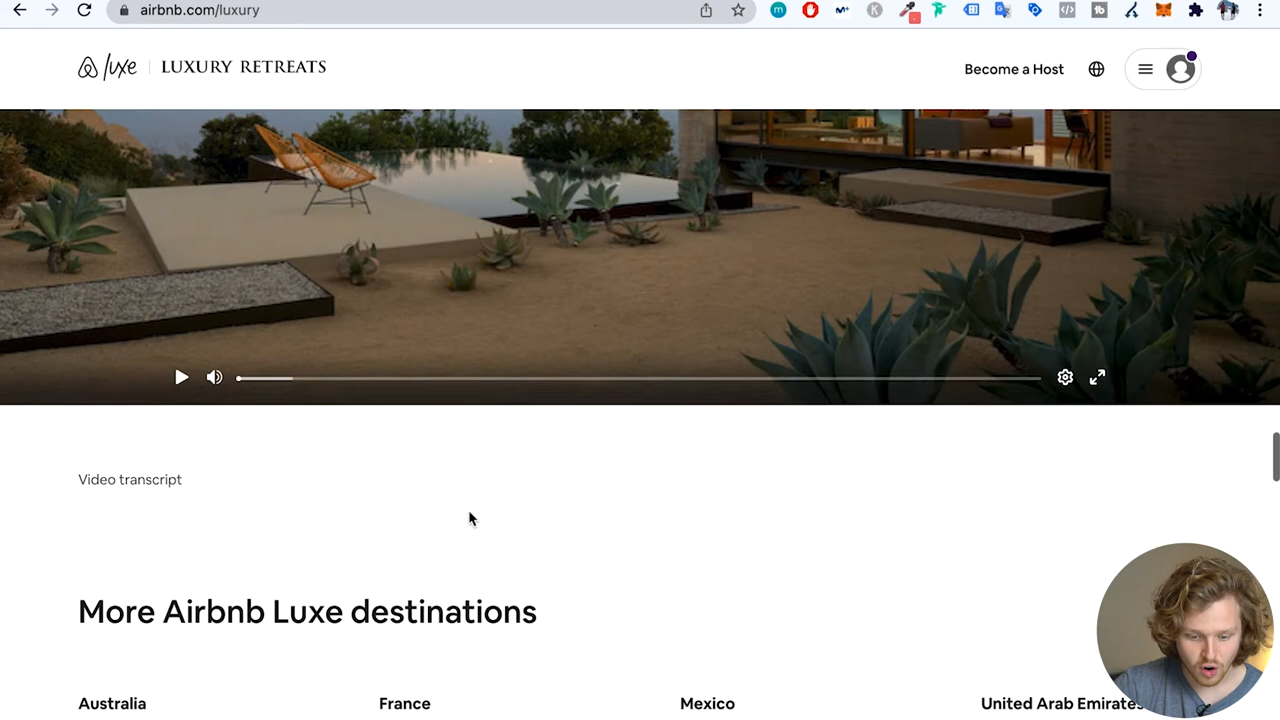 airbnb.com/luxury
luxe LUXURY RETREATS
Become a Host
Video transcript
More Airbnb Luxe destinations
Australia France Mexico United Arab Emirates